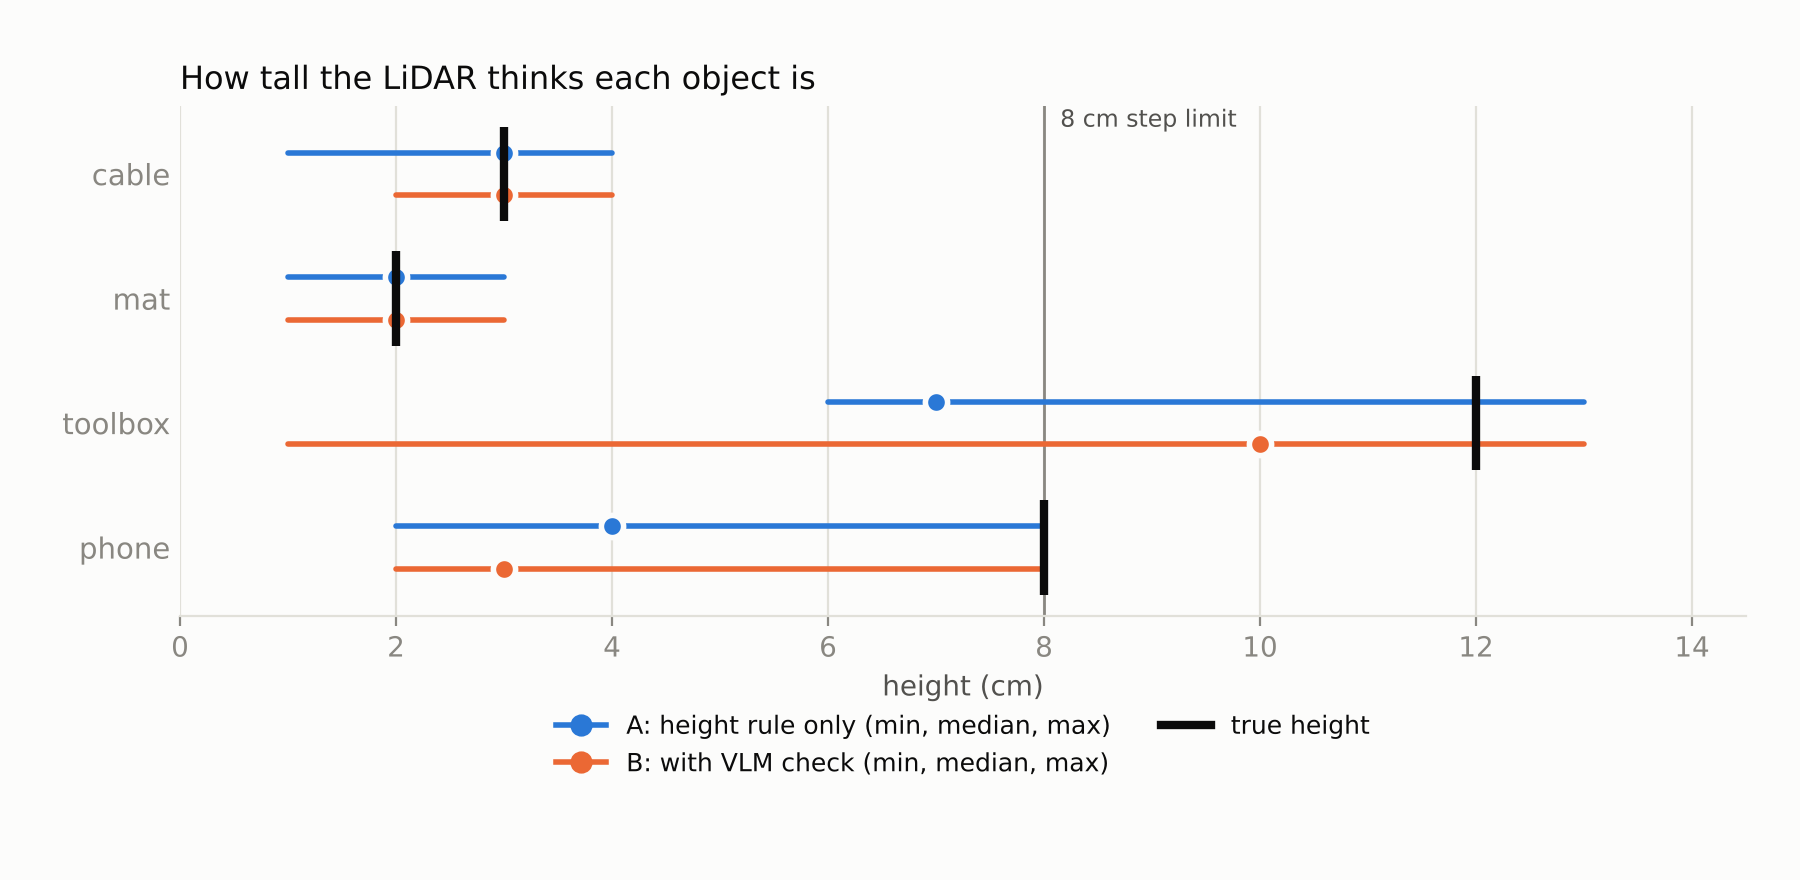 How tall the LiDAR thinks each object is
8 cm step limit
cable
mat
toolbox
phone
0 2 4 6 8 10 12 14
height (cm)
A: height rule only (min, median, max)
B: with VLM check (min, median, max)
true height